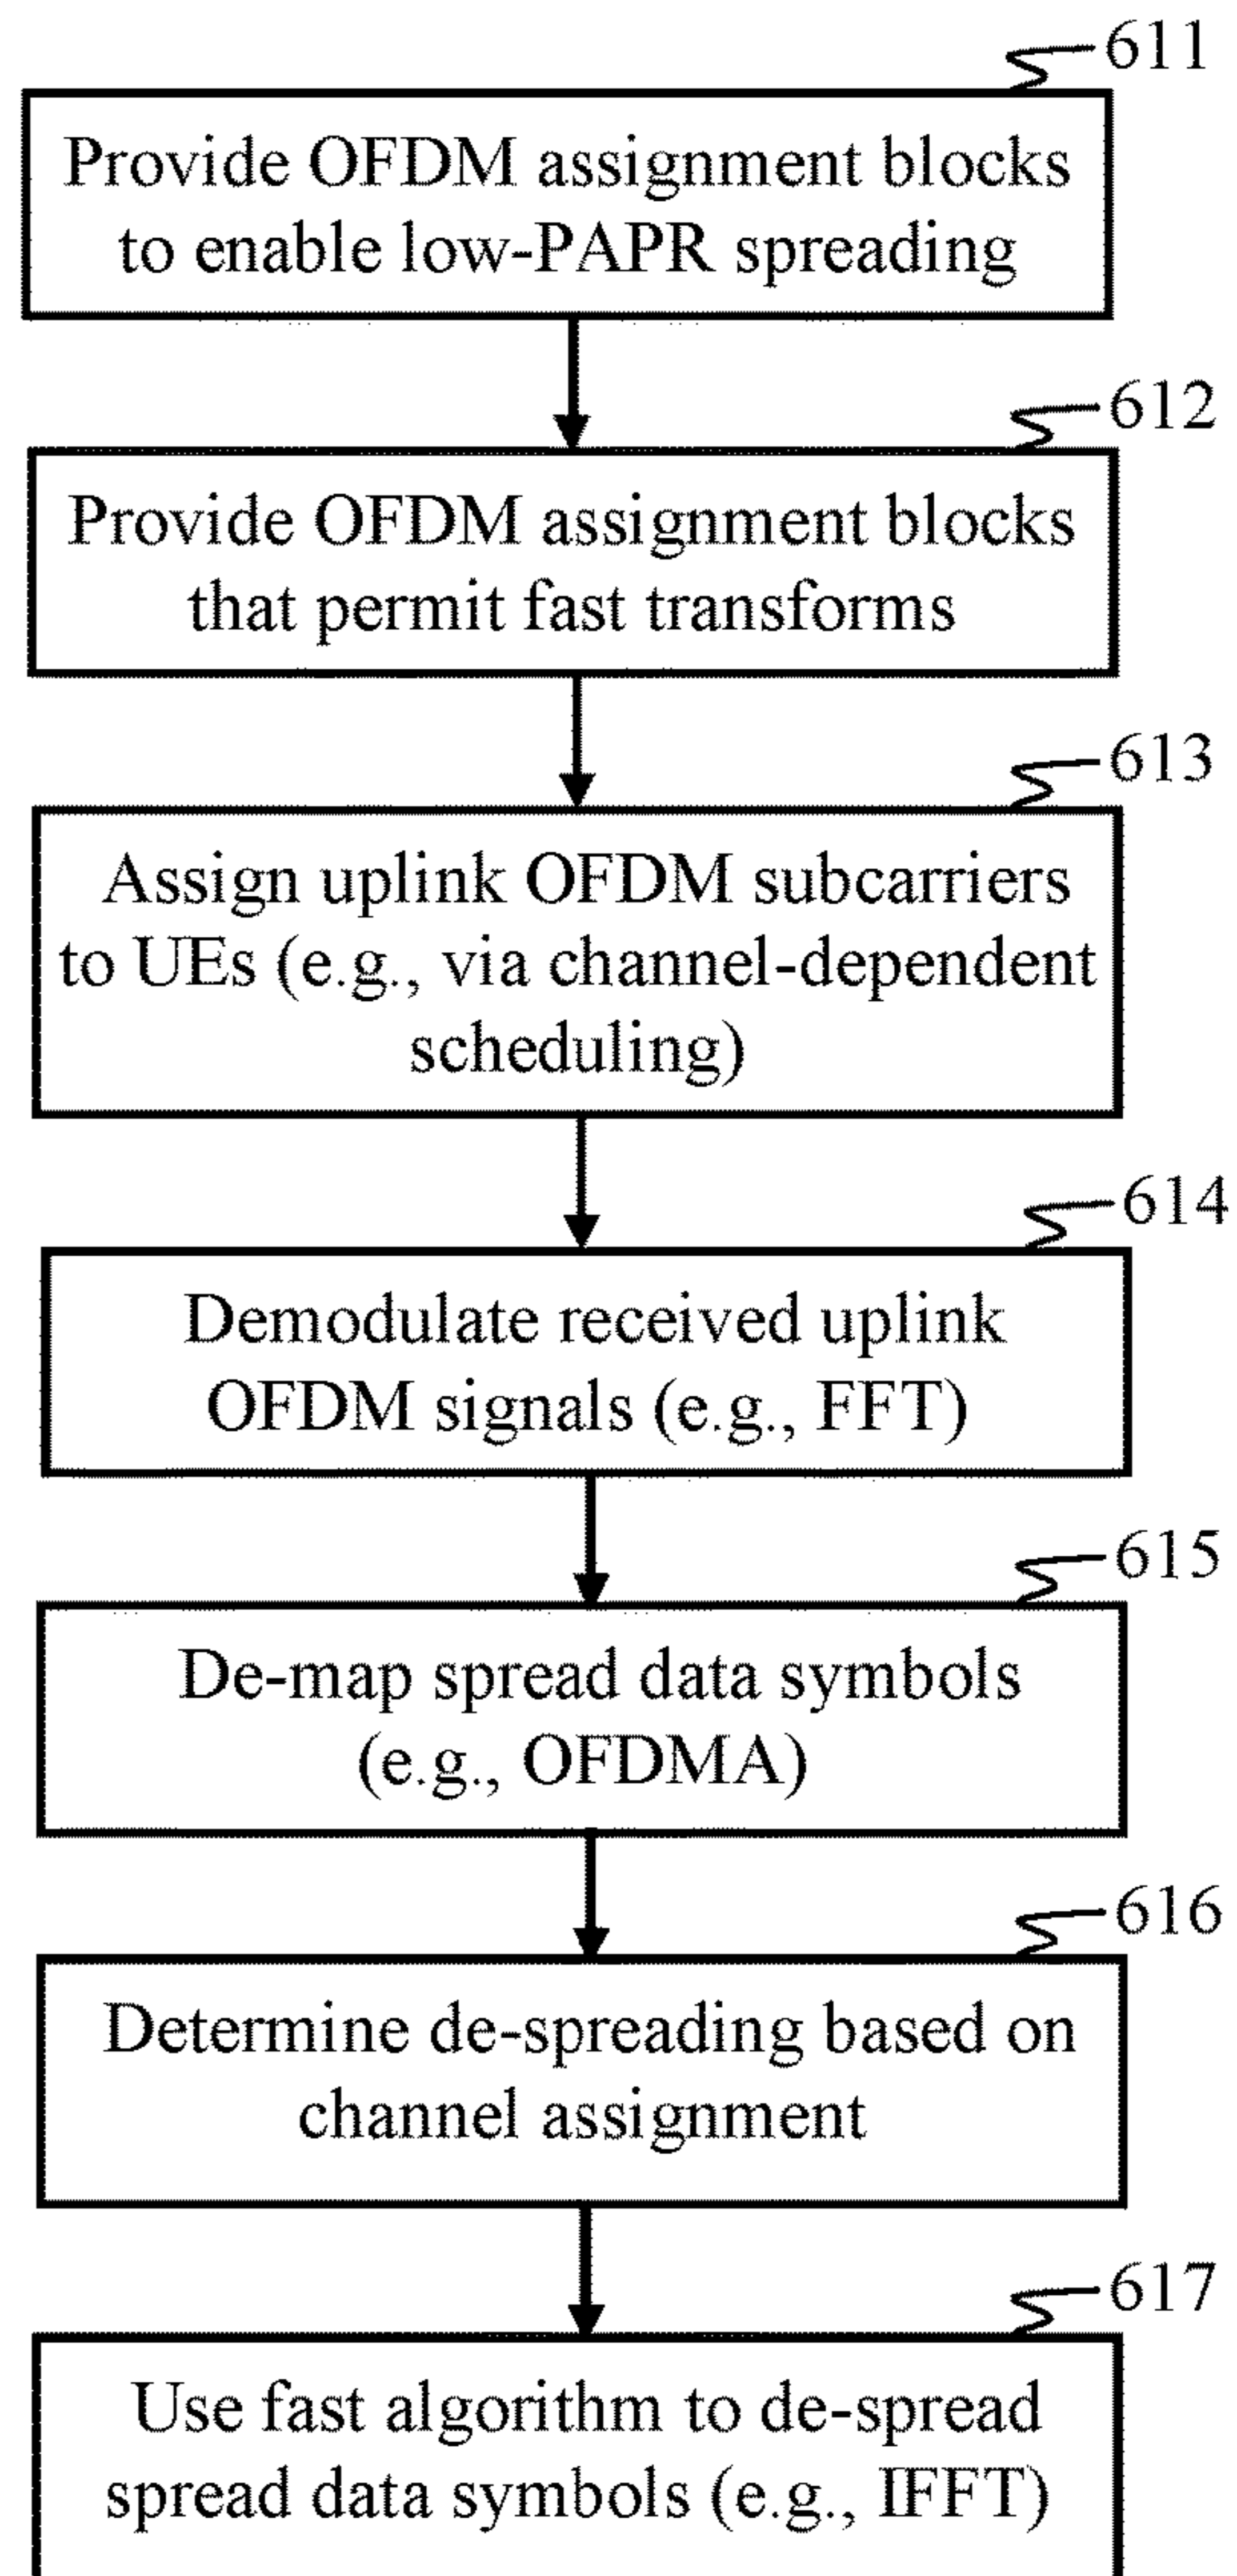 611
Provide OFDM assignment blocks
to enable low-PAPR spreading
612
Provide OFDM assignment blocks
that permit fast transforms
613
Assign uplink OFDM subcarriers
to UEs (e.g., via channel-dependent
scheduling)
614
Demodulate received uplink
OFDM signals (e.g., FFT)
615
De-map spread data symbols
(e.g., OFDMA)
616
Determine de-spreading based on
channel assignment
617
Use fast algorithm to de-spread
spread data symbols (e.g., IFFT)